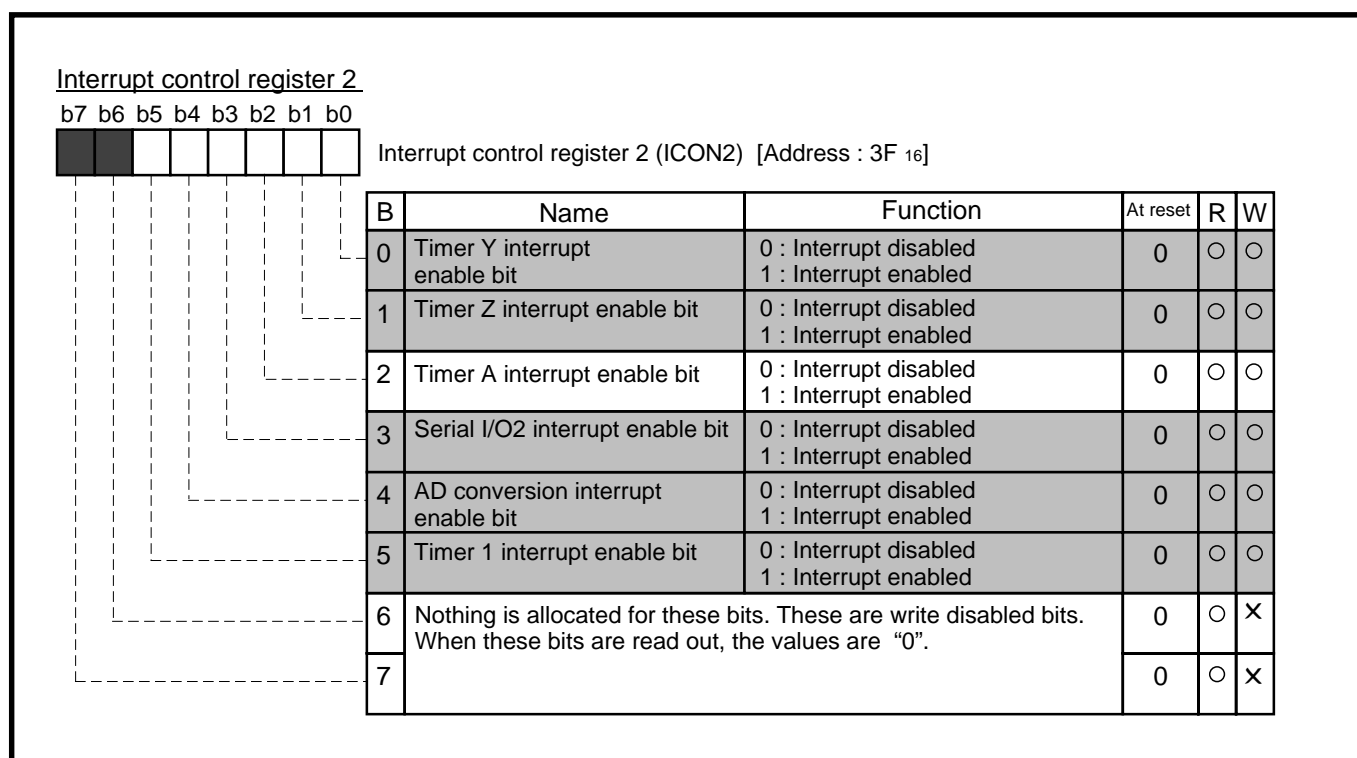 Interrupt control register 2
b7 b6 b5 b4 b3 b2 b1 b0
Interrupt control register 2 (ICON2) [Address : 3F 16]
B Name Function At reset R W
0 Timer Y interrupt enable bit 0 : Interrupt disabled 1 : Interrupt enabled 0 ○ ○
1 Timer Z interrupt enable bit 0 : Interrupt disabled 1 : Interrupt enabled 0 ○ ○
2 Timer A interrupt enable bit 0 : Interrupt disabled 1 : Interrupt enabled 0 ○ ○
3 Serial I/O2 interrupt enable bit 0 : Interrupt disabled 1 : Interrupt enabled 0 ○ ○
4 AD conversion interrupt enable bit 0 : Interrupt disabled 1 : Interrupt enabled 0 ○ ○
5 Timer 1 interrupt enable bit 0 : Interrupt disabled 1 : Interrupt enabled 0 ○ ○
6 Nothing is allocated for these bits. These are write disabled bits. 0 ○ ×
When these bits are read out, the values are “0”.
7 0 ○ ×